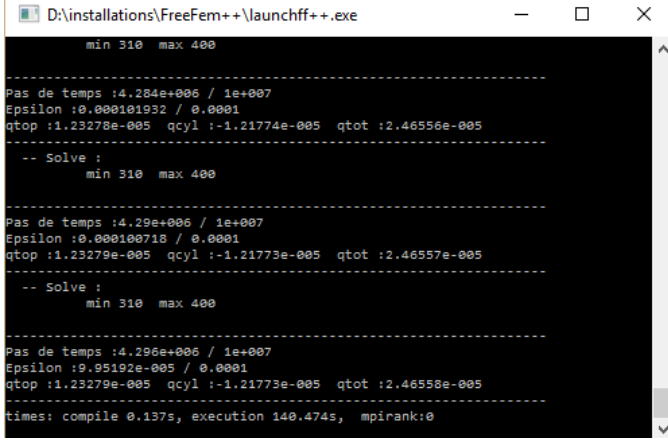 D:\installations\FreeFem++\launchff++.exe
min 310 max 400
------------------------------------------------------------------
Pas de temps :4.284e+006 / 1e+007
Epsilon :0.000101932 / 0.0001
qtop :1.23278e-005 qcyl :-1.21774e-005 qtot :2.46556e-005
------------------------------------------------------------------
-- Solve :
min 310 max 400
------------------------------------------------------------------
Pas de temps :4.29e+006 / 1e+007
Epsilon :0.000100718 / 0.0001
qtop :1.23279e-005 qcyl :-1.21773e-005 qtot :2.46557e-005
------------------------------------------------------------------
-- Solve :
min 310 max 400
------------------------------------------------------------------
Pas de temps :4.296e+006 / 1e+007
Epsilon :9.95192e-005 / 0.0001
qtop :1.23279e-005 qcyl :-1.21773e-005 qtot :2.46558e-005
------------------------------------------------------------------
times: compile 0.137s, execution 140.474s, mpirank:0